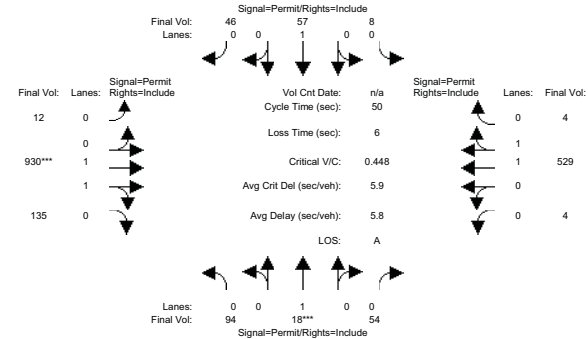 Signal=Permit/Rights=Include
Final Vol: 46 57 8
Lanes: 0 0 1 0 0
Signal=Permit
Final Vol: Lanes: Rights=Include
Vol Cnt Date: n/a
Signal=Permit
Rights=Include Lanes: Final Vol:
Cycle Time (sec): 50
12 0
0 4
Loss Time (sec): 6
0
1
930*** 1
Critical V/C: 0.448
1 529
1
Avg Crit Del (sec/veh): 5.9
0
135 0
Avg Delay (sec/veh): 5.8
0 4
LOS: A
Lanes: 0 0 1 0 0
Final Vol: 94 18*** 54
Signal=Permit/Rights=Include